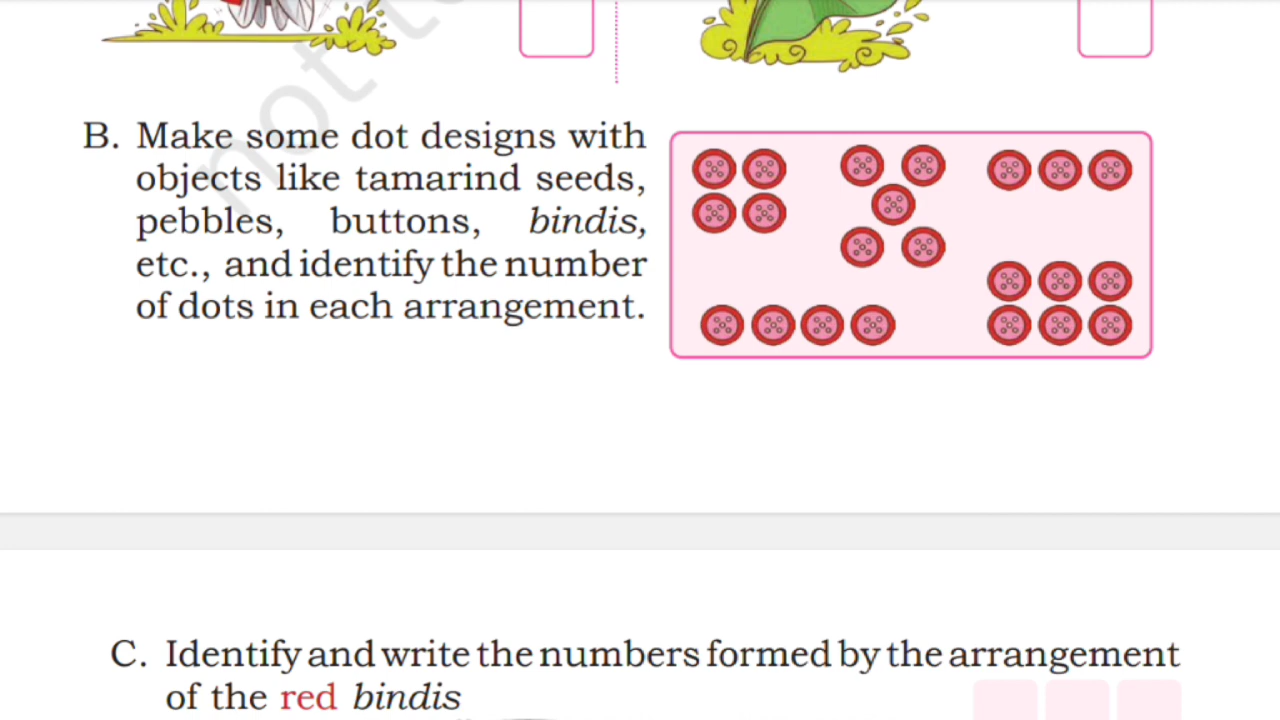 B. Make some dot designs with
objects like tamarind seeds,
pebbles, buttons, bindis,
etc., and identify the number
of dots in each arrangement.
not t
C. Identify and write the numbers formed by the arrangement
of the red bindis